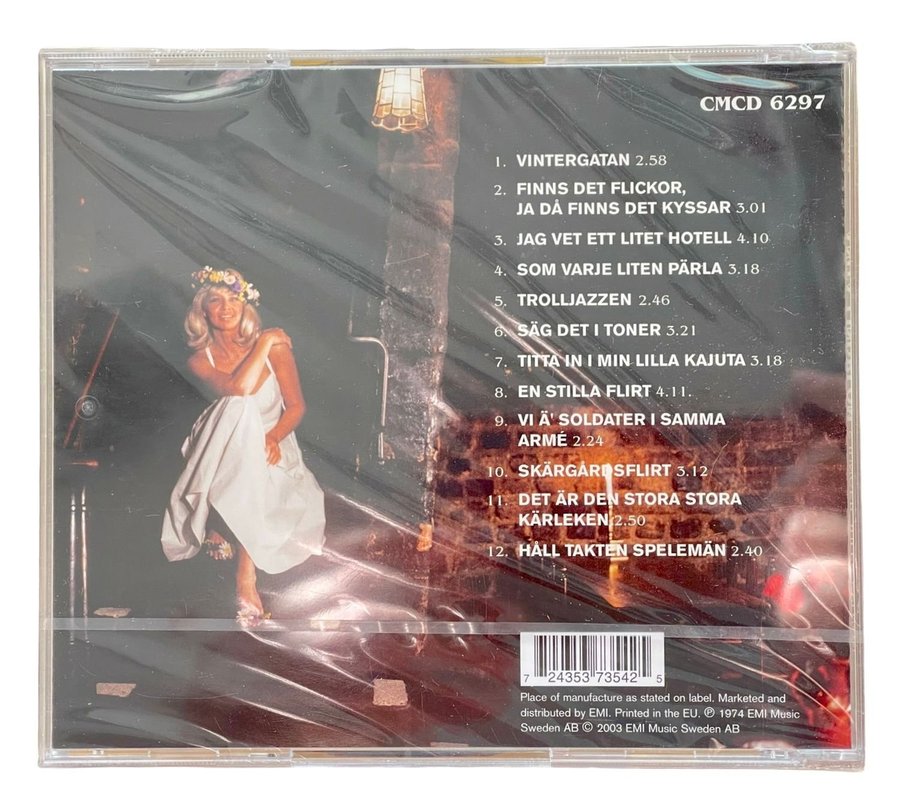 CMCD 6297
1. VINTERGATAN 2.58
2. FINNS DET FLICKOR,
JA DÅ FINNS DET KYSSAR 3.01
3. JAG VET ETT LITET HOTELL 4.10
4. SOM VARJE LITEN PÄRLA 3.18
5. TROLLJAZZEN 2.46
6. SÄG DET I TONER 3.21
7. TITTA IN I MIN LILLA KAJUTA 3.18
8. EN STILLA FLIRT 4.11
9. VI Ä' SOLDATER I SAMMA
ARMÉ 2.24
10. SKÄRGÅRDSFLIRT 3.12
11. DET ÄR DEN STORA STORA
KÄRLEKEN 2.50
12. HÅLL TAKTEN SPELEMÄN 2.40
7 24353 73542 5
Place of manufacture as stated on label. Marketed and
distributed by EMI. Printed in the EU. ℗ 1974 EMI Music
Sweden AB © 2003 EMI Music Sweden AB